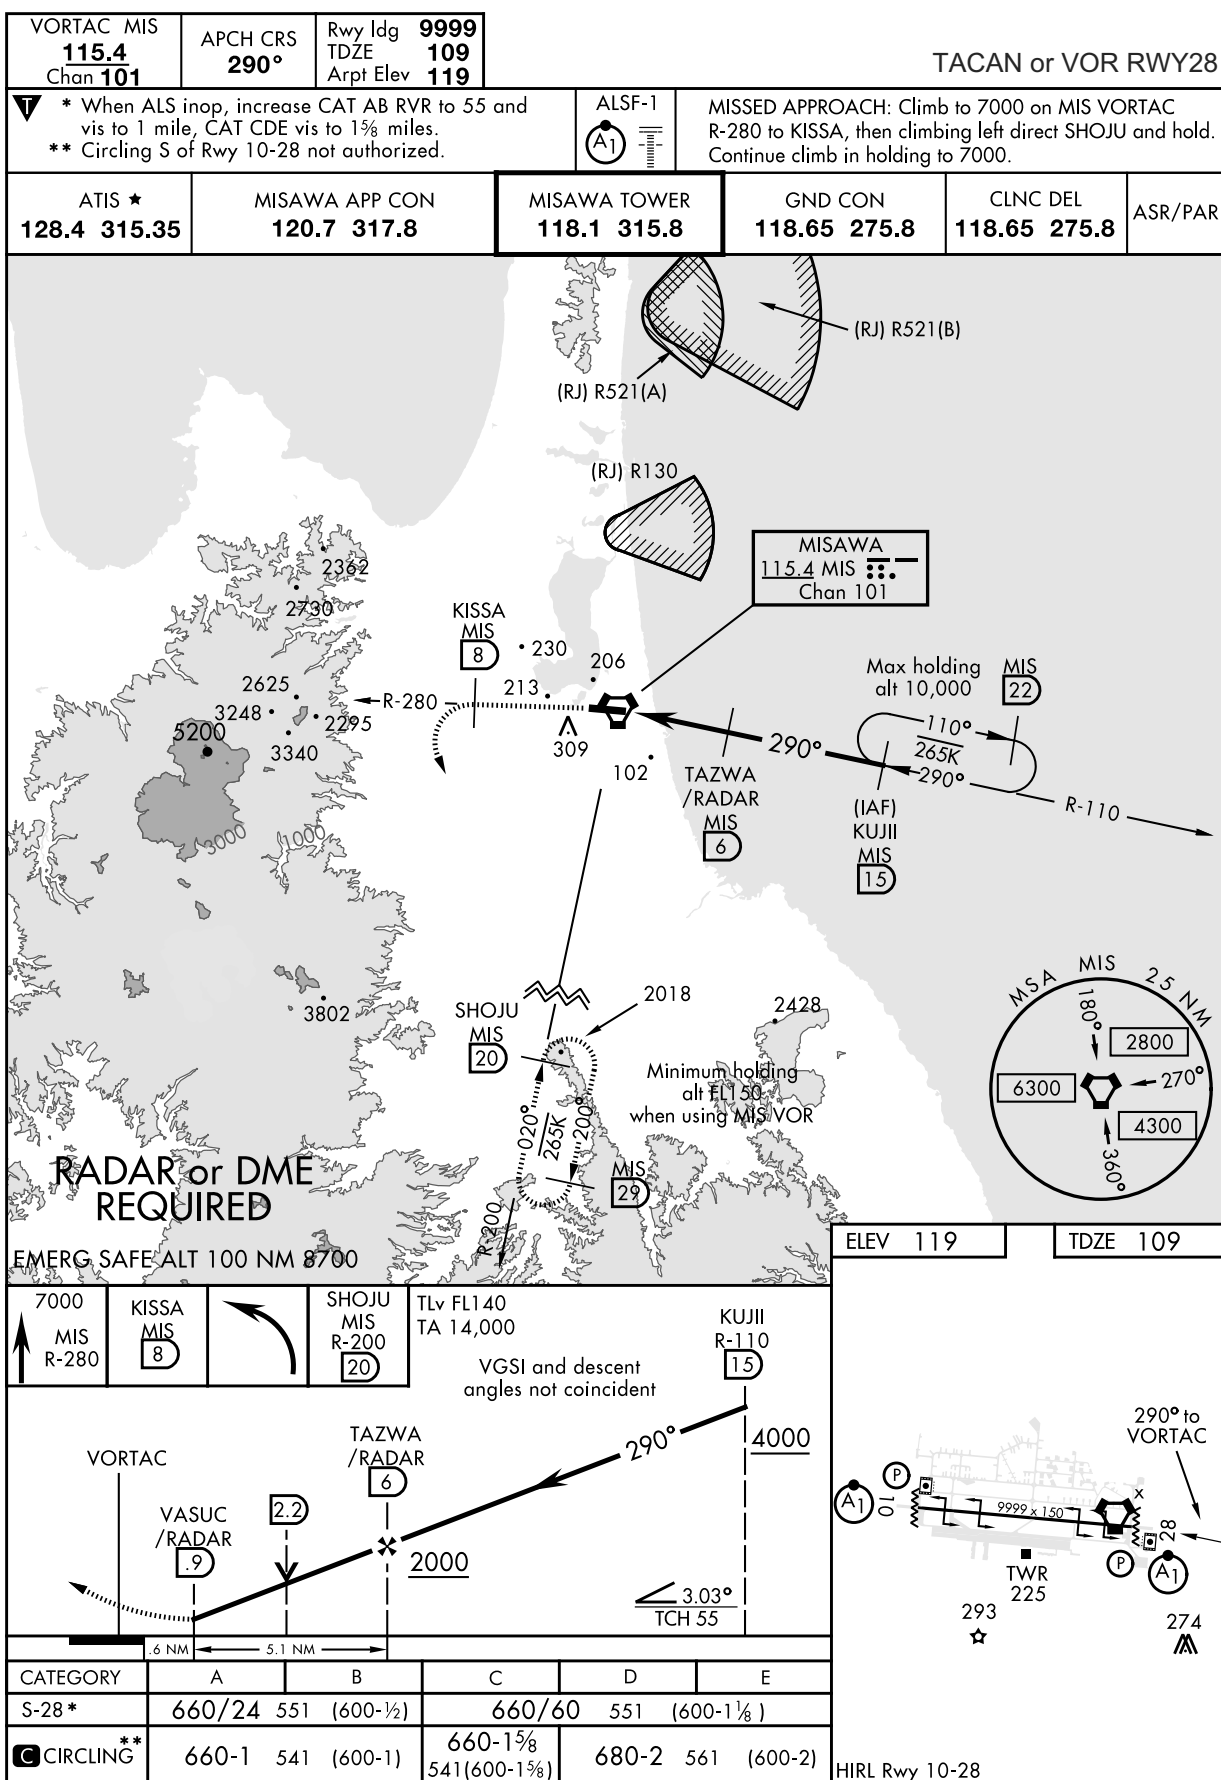 VORTAC MIS
115.4
Chan 101
APCH CRS
290°
Rwy ldg 9999
TDZE 109
Arpt Elev 119
TACAN or VOR RWY28
T
* When ALS inop, increase CAT AB RVR to 55 and
vis to 1 mile, CAT CDE vis to 1⅝ miles.
** Circling S of Rwy 10-28 not authorized.
ALSF-1
A1
MISSED APPROACH: Climb to 7000 on MIS VORTAC
R-280 to KISSA, then climbing left direct SHOJU and hold.
Continue climb in holding to 7000.
ATIS ★
128.4 315.35
MISAWA APP CON
120.7 317.8
MISAWA TOWER
118.1 315.8
GND CON
118.65 275.8
CLNC DEL
118.65 275.8
ASR/PAR
(RJ) R521(B)
(RJ) R521(A)
(RJ) R130
MISAWA
115.4 MIS
Chan 101
2362
2730
KISSA
MIS
8
230
206
213
2625
3248
2295
5200
3340
R-280
309
102
3000
1000
Max holding
alt 10,000
MIS
22
110°
265K
290°
290°
R-110
TAZWA
/RADAR
MIS
6
(IAF)
KUJII
MIS
15
3802
SHOJU
MIS
20
2018
2428
Minimum holding
alt FL150
when using MIS VOR
020°
265K
200°
MIS
29
R-200
MSA MIS 25 NM
180°
2800
6300
270°
4300
360°
RADAR or DME
REQUIRED
EMERG SAFE ALT 100 NM 8700
ELEV 119
TDZE 109
7000
MIS
R-280
KISSA
MIS
8
SHOJU
MIS
R-200
20
TLv FL140
TA 14,000
VGSI and descent
angles not coincident
KUJII
R-110
15
4000
290°
TAZWA
/RADAR
6
2000
VORTAC
VASUC
/RADAR
.9
2.2
3.03°
TCH 55
.6 NM
5.1 NM
290° to
VORTAC
A1
P
10
9999 x 150
X
28
P
A1
TWR
225
293
274
CATEGORY A B C D E
S-28 * 660/24 551 (600-½) 660/60 551 (600-1⅛)
C CIRCLING ** 660-1 541 (600-1) 660-1⅝ 541(600-1⅝) 680-2 561 (600-2)
HIRL Rwy 10-28